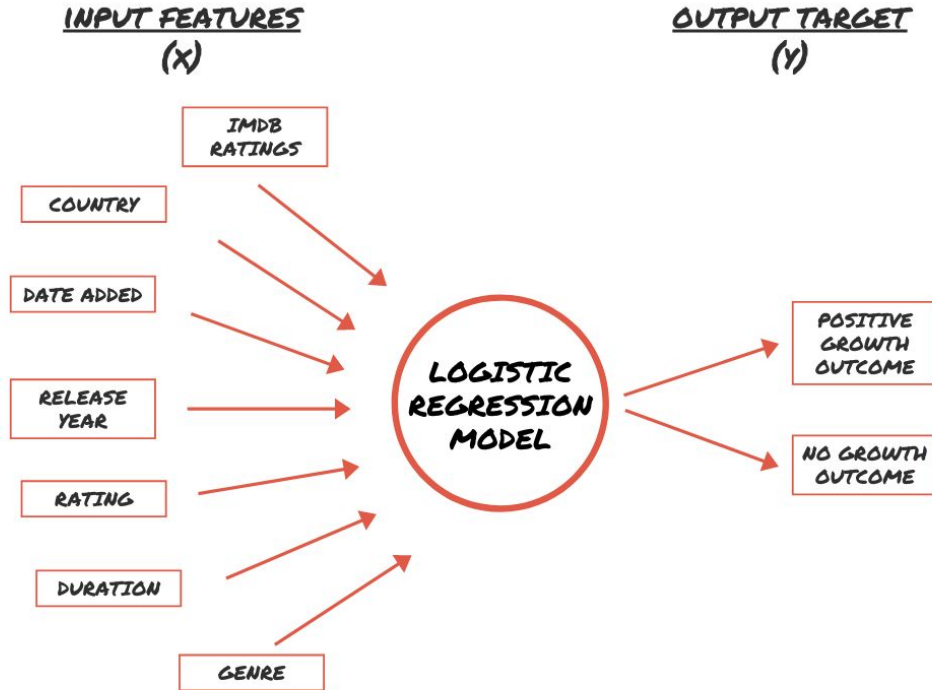 INPUT FEATURES
(X)
OUTPUT TARGET
(Y)
IMDB
RATINGS
COUNTRY
DATE ADDED
RELEASE
YEAR
RATING
DURATION
GENRE
LOGISTIC
REGRESSION
MODEL
POSITIVE
GROWTH
OUTCOME
NO GROWTH
OUTCOME